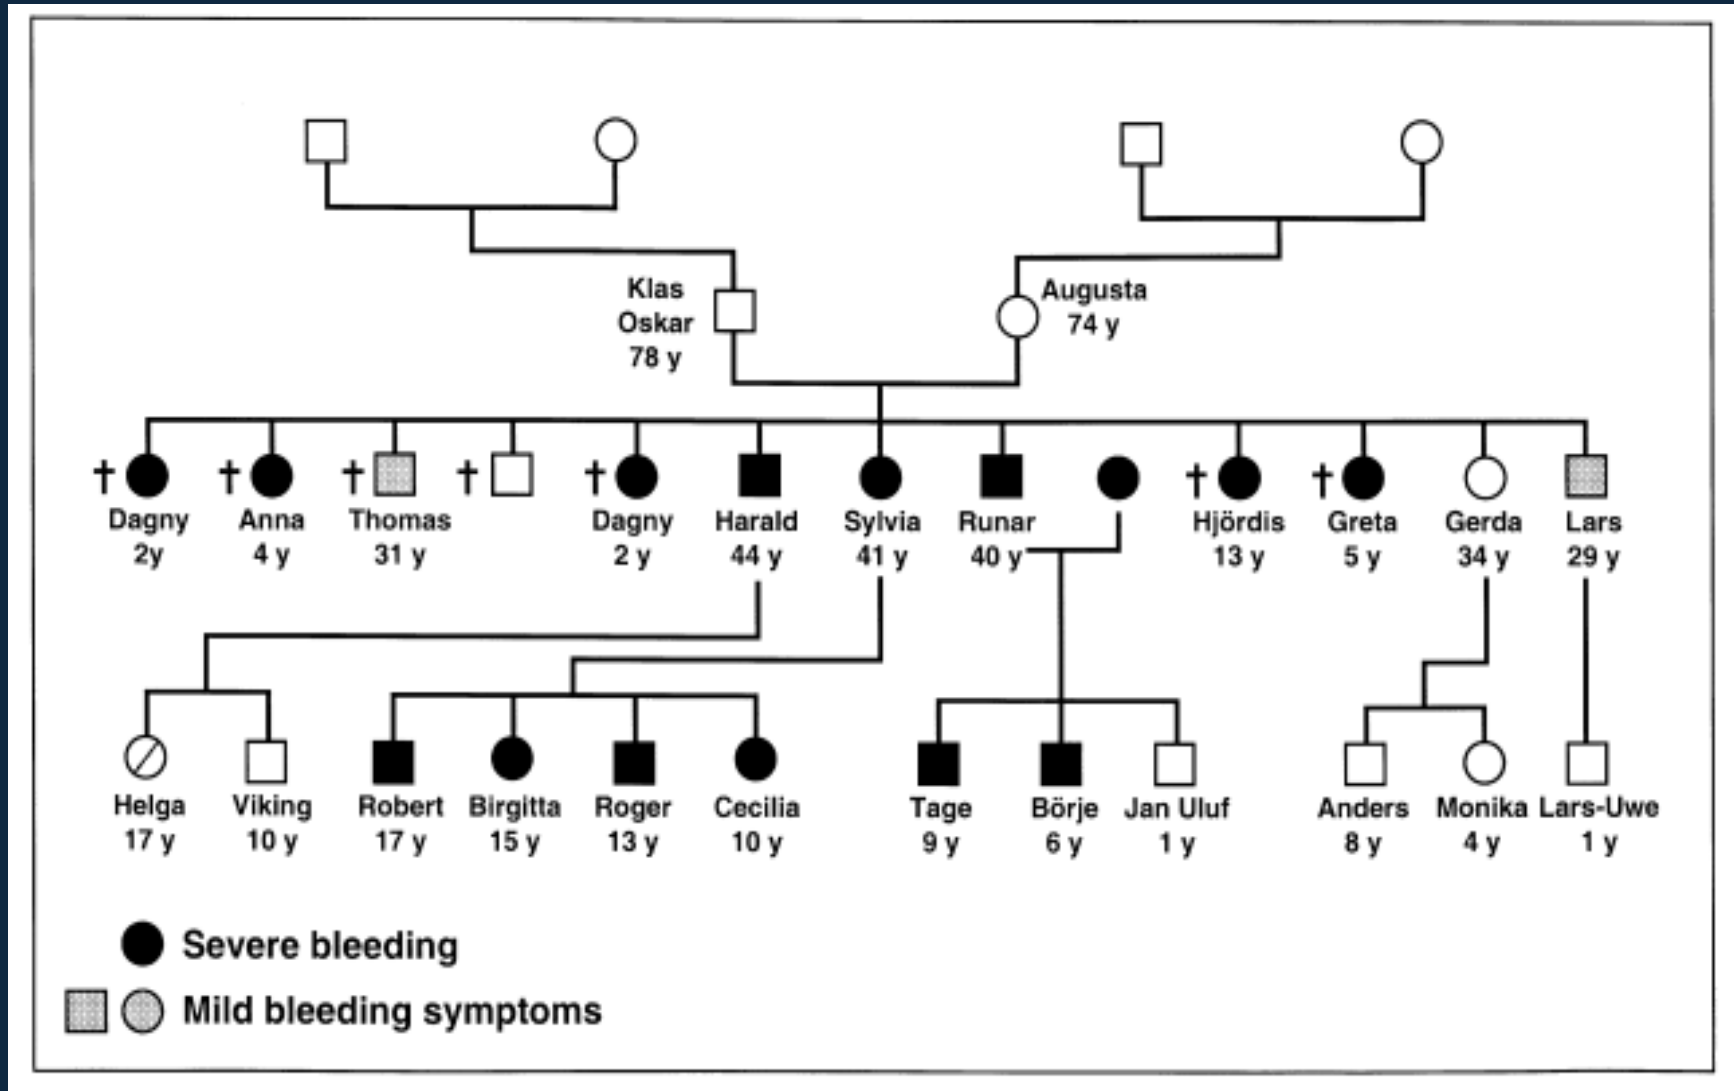 Klas
Oskar
78 y
Augusta
74 y
† Dagny
2y
† Anna
4 y
† Thomas
31 y
†
† Dagny
2 y
Harald
44 y
Sylvia
41 y
Runar
40 y
† Hjördis
13 y
† Greta
5 y
Gerda
34 y
Lars
29 y
Helga
17 y
Viking
10 y
Robert
17 y
Birgitta
15 y
Roger
13 y
Cecilia
10 y
Tage
9 y
Börje
6 y
Jan Uluf
1 y
Anders
8 y
Monika
4 y
Lars-Uwe
1 y
Severe bleeding
Mild bleeding symptoms